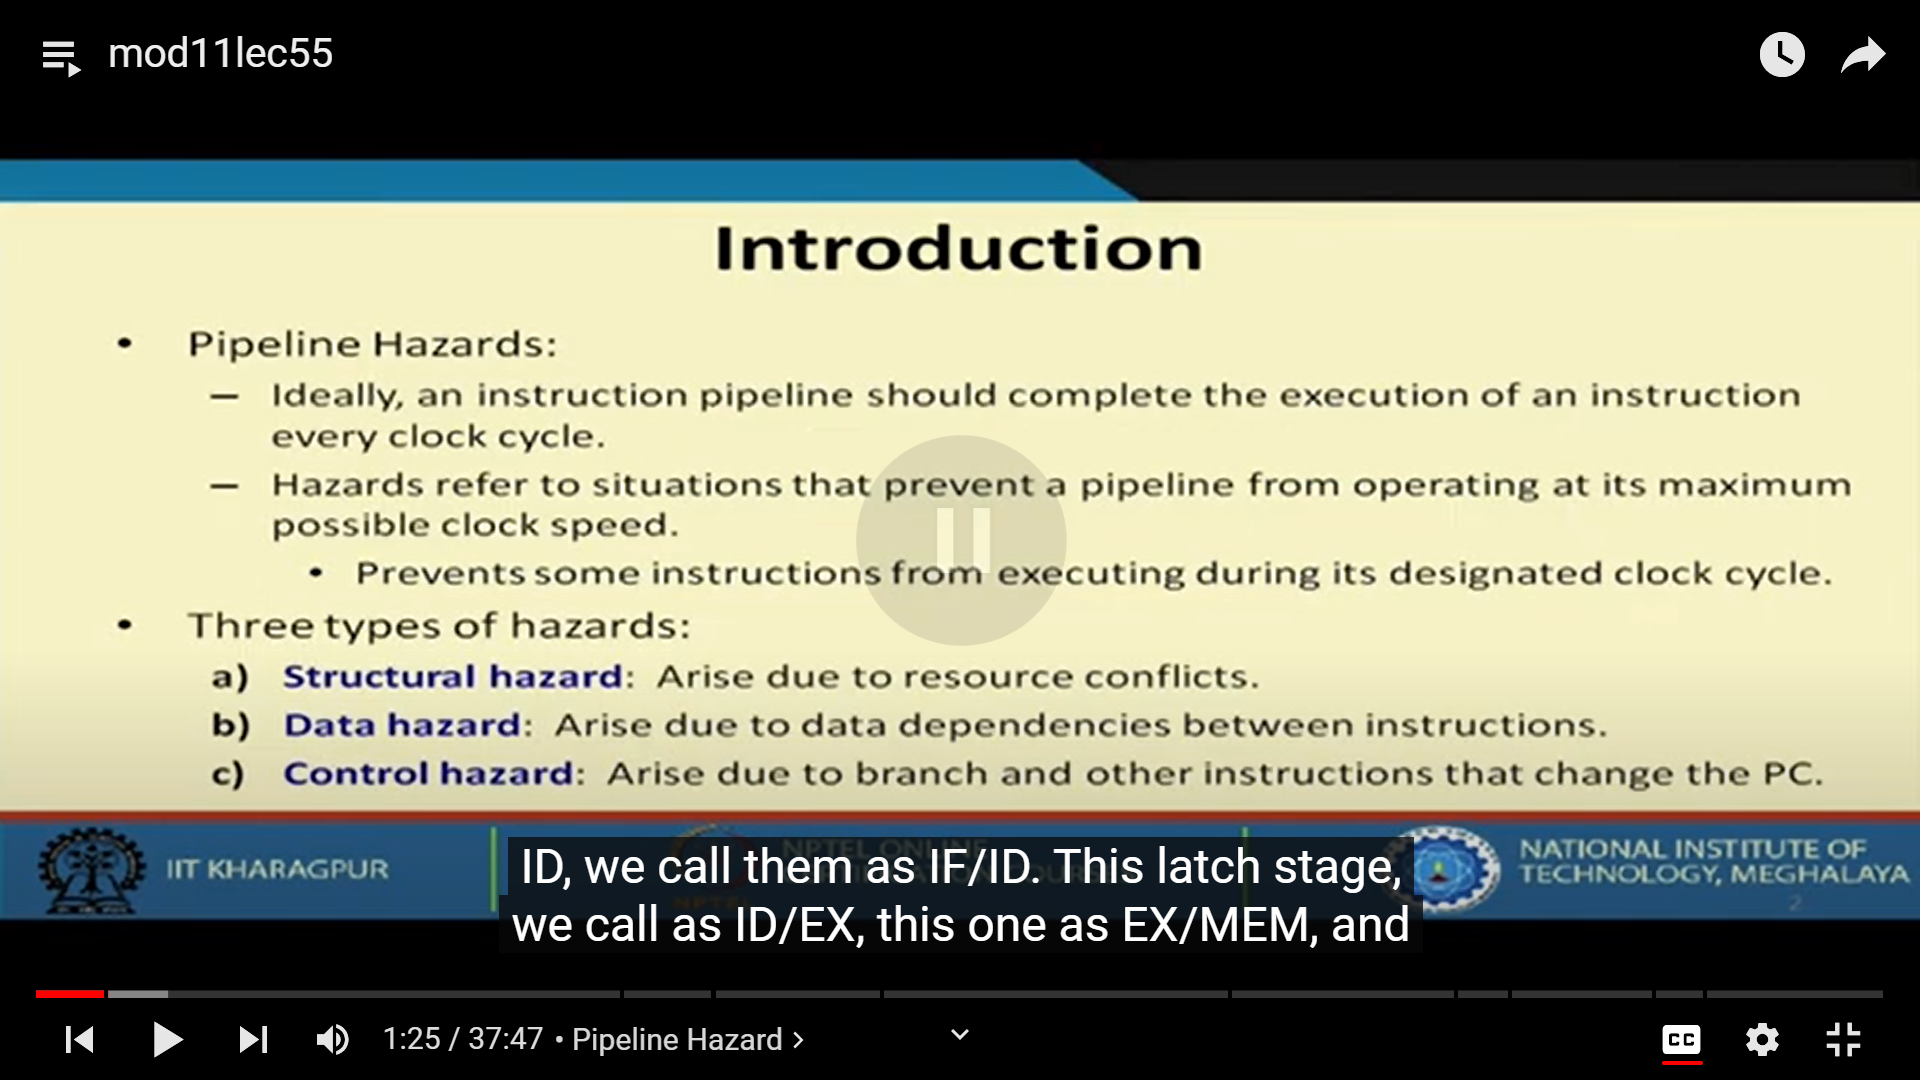 mod11lec55
Introduction
• Pipeline Hazards:
– Ideally, an instruction pipeline should complete the execution of an instruction
every clock cycle.
– Hazards refer to situations that prevent a pipeline from operating at its maximum
possible clock speed.
• Prevents some instructions from executing during its designated clock cycle.
• Three types of hazards:
a) Structural hazard: Arise due to resource conflicts.
b) Data hazard: Arise due to data dependencies between instructions.
c) Control hazard: Arise due to branch and other instructions that change the PC.
IIT KHARAGPUR
NPTEL ONLINE
NATIONAL INSTITUTE OF
TECHNOLOGY, MEGHALAYA
2
ID, we call them as IF/ID. This latch stage,
we call as ID/EX, this one as EX/MEM, and
1:25 / 37:47 • Pipeline Hazard >
CC